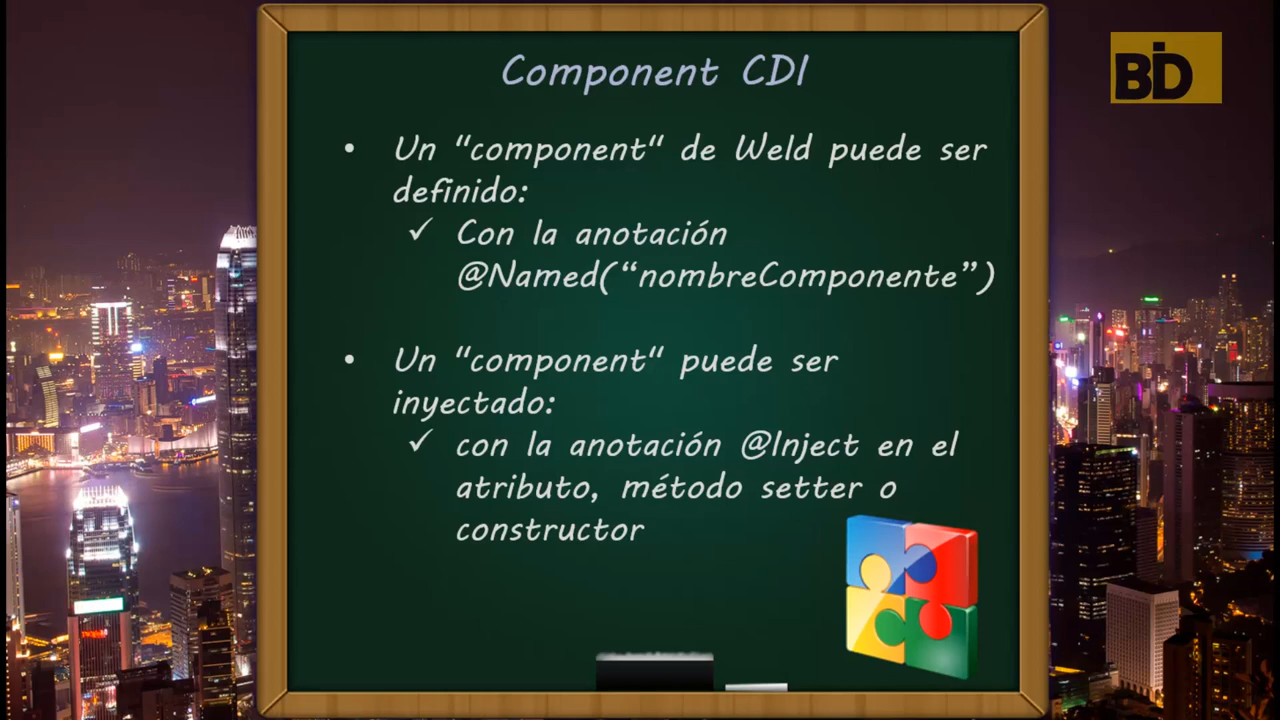 Component CDI
BID
• Un "component" de Weld puede ser
definido:
✓ Con la anotación
@Named(“nombreComponente”)
• Un "component" puede ser
inyectado:
✓ con la anotación @Inject en el
atributo, método setter o
constructor